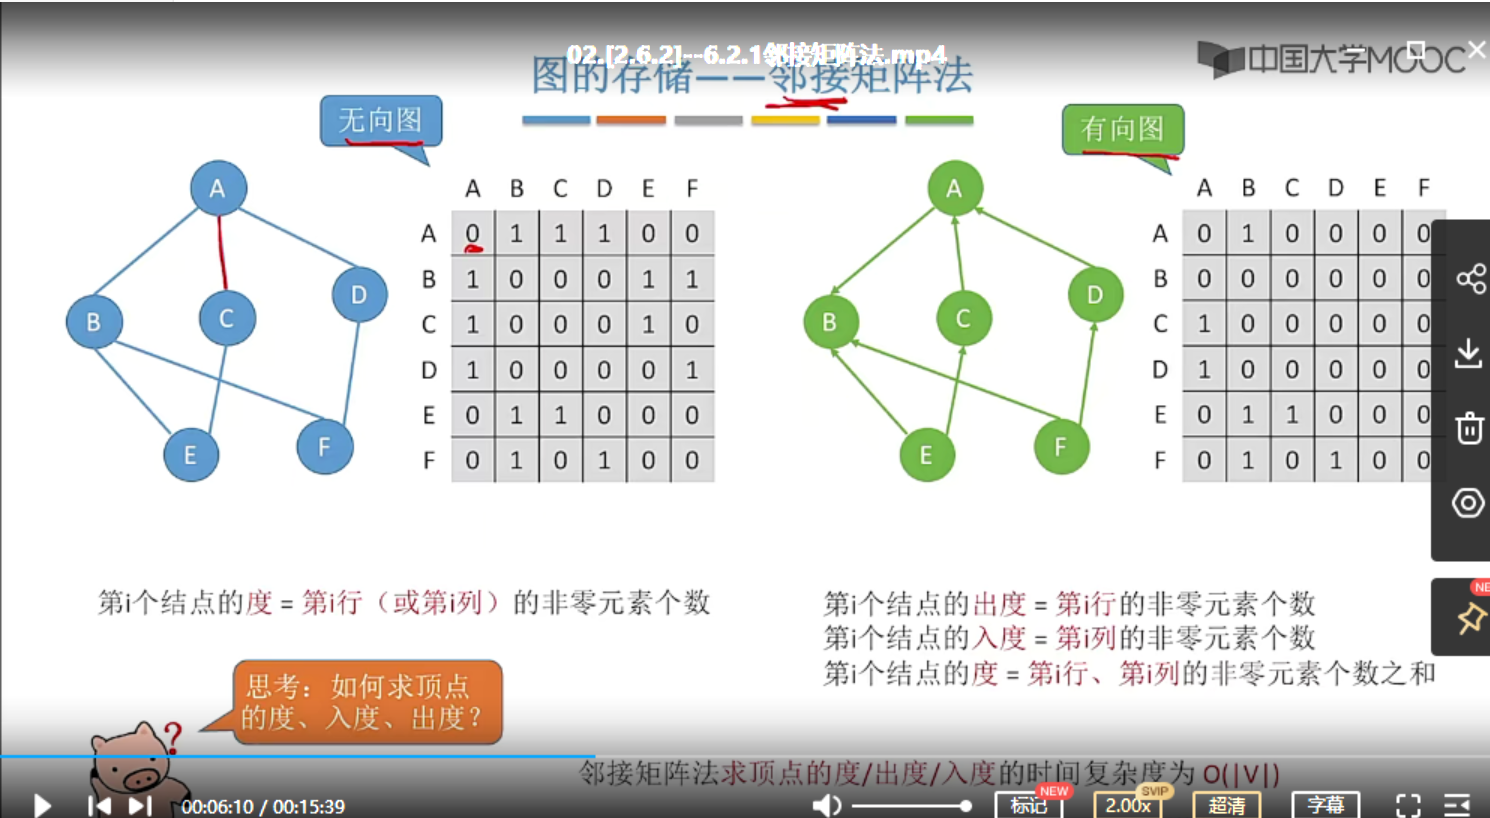 02.[2.6.2]--6.2.1邻接矩阵法.mp4
中国大学MOOC
图的存储——邻接矩阵法
无向图
有向图
A B C D E F
A 0 1 1 1 0 0
B 1 0 0 0 1 1
C 1 0 0 0 1 0
D 1 0 0 0 0 1
E 0 1 1 0 0 0
F 0 1 0 1 0 0
A
B
C
D
E
F
A B C D E F
A 0 1 0 0 0 0
B 0 0 0 0 0 0
C 1 0 0 0 0 0
D 1 0 0 0 0 0
E 0 1 1 0 0 0
F 0 1 0 1 0 0
A
B
C
D
E
F
第i个结点的度 = 第i行（或第i列）的非零元素个数
第i个结点的出度 = 第i行的非零元素个数
第i个结点的入度 = 第i列的非零元素个数
第i个结点的度 = 第i行、第i列的非零元素个数之和
思考：如何求顶点
的度、入度、出度？
?
邻接矩阵法求顶点的度/出度/入度的时间复杂度为 O(|V|)
00:06:10 / 00:15:39
标记
NEW
2.00x
SVIP
超清
字幕